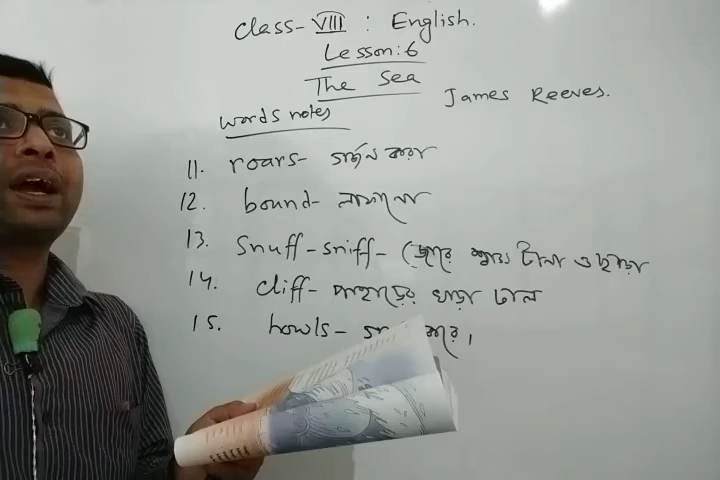 Class-VIII : English.
Lesson:6
The Sea
James Reeves.
words notes
11. roars- গর্জন করা
12. bound- লাফানো
13. Snuff-sniff- (জোরে শ্বাস টানা ও ছাড়া
14. cliff- পাহাড়ের খাড়া ঢাল
15. howls- করে।